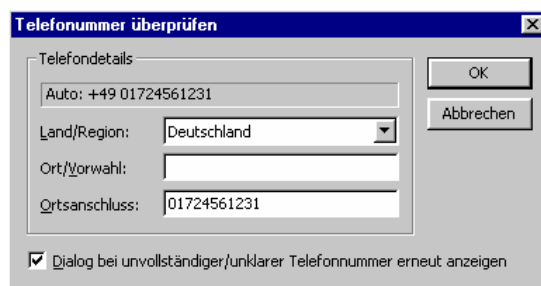 Telefonummer überprüfen
Telefondetails
Auto: +49 01724561231
OK
Abbrechen
Land/Region: Deutschland
Ort/Vorwahl:
Ortsanschluss: 01724561231
Dialog bei unvollständiger/unklarer Telefonnummer erneut anzeigen